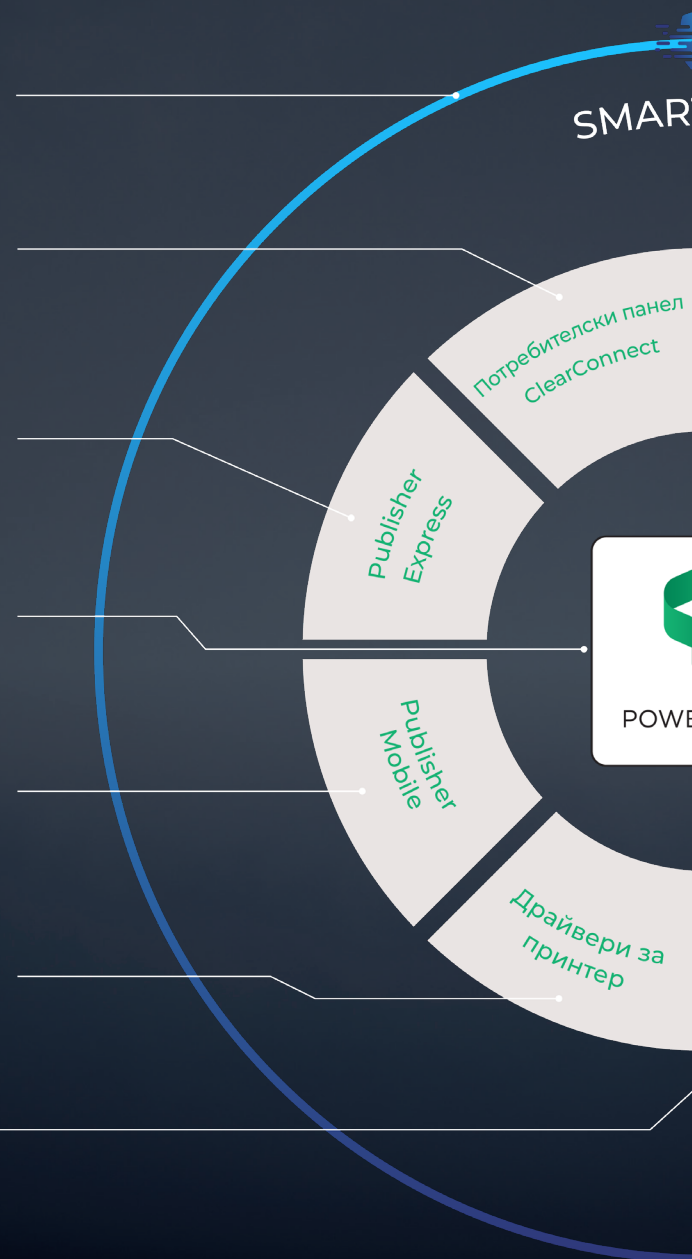 SMAR
Потребителски панел
ClearConnect
Publisher
Express
POWE
Publisher
Mobile
Драйвери за
принтер